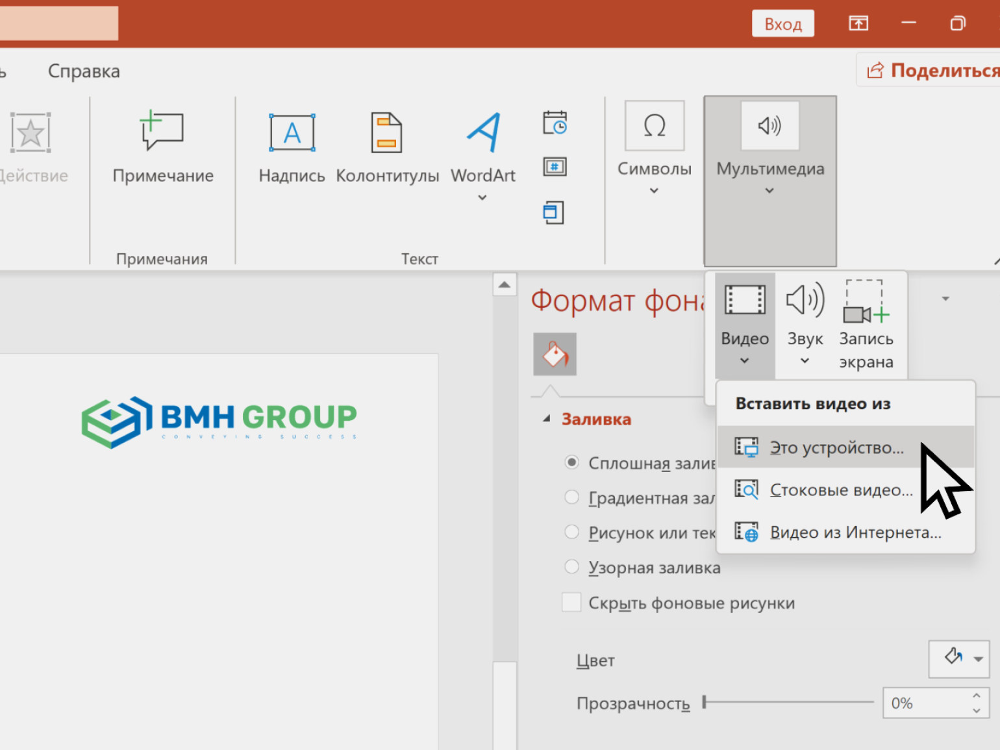 Вход
Справка
Поделиться
Действие
Примечание
Надпись
Колонтитулы
WordArt
Символы
Мультимедиа
Примечания
Текст
Формат фона
Видео
Звук
Запись
экрана
BMH GROUP
CONVEYING SUCCESS
Вставить видео из
Это устройство...
Стоковые видео...
Видео из Интернета...
Заливка
Сплошная залив
Градиентная зал
Рисунок или тек
Узорная заливка
Скрыть фоновые рисунки
Цвет
Прозрачность
0%